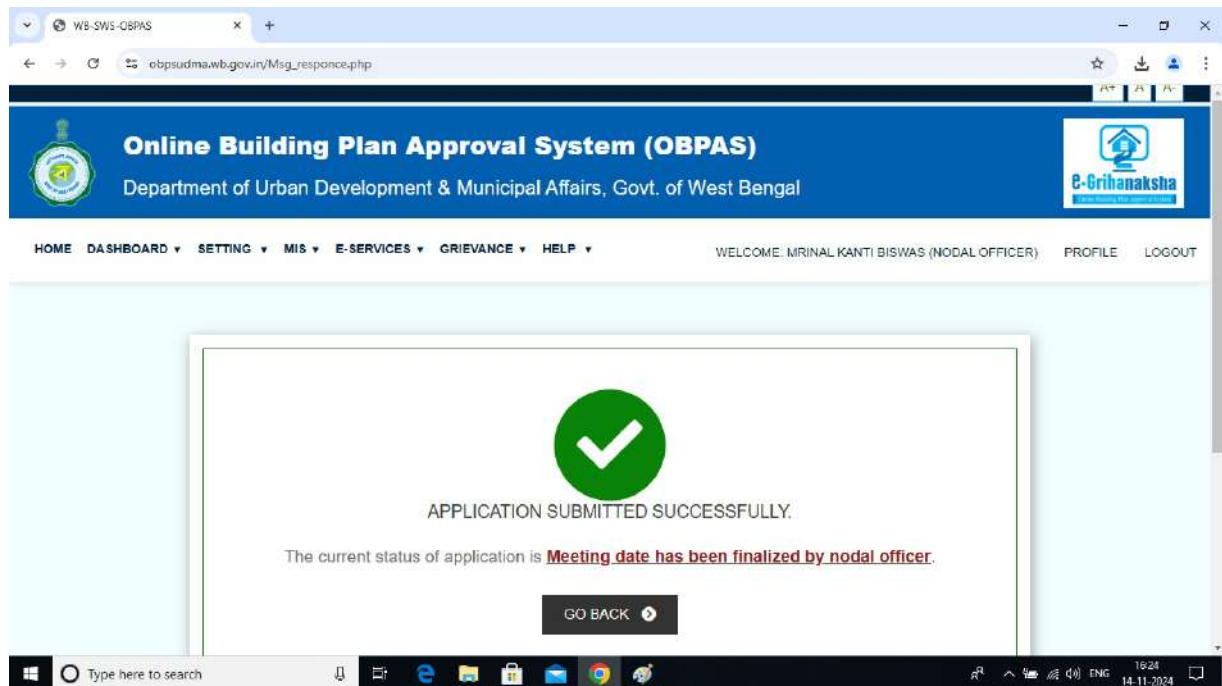 WB-SWS-OBPAS
obpsudma.wb.gov.in/Msg_responce.php
A+ A A-
Online Building Plan Approval System (OBPAS)
Department of Urban Development & Municipal Affairs, Govt. of West Bengal
e-Grihanaksha
HOME DASHBOARD SETTING MIS E-SERVICES GRIEVANCE HELP WELCOME: MRINAL KANTI BISWAS (NODAL OFFICER) PROFILE LOGOUT
APPLICATION SUBMITTED SUCCESSFULLY.
The current status of application is Meeting date has been finalized by nodal officer.
GO BACK
Type here to search
ENG
16:24
14-11-2024